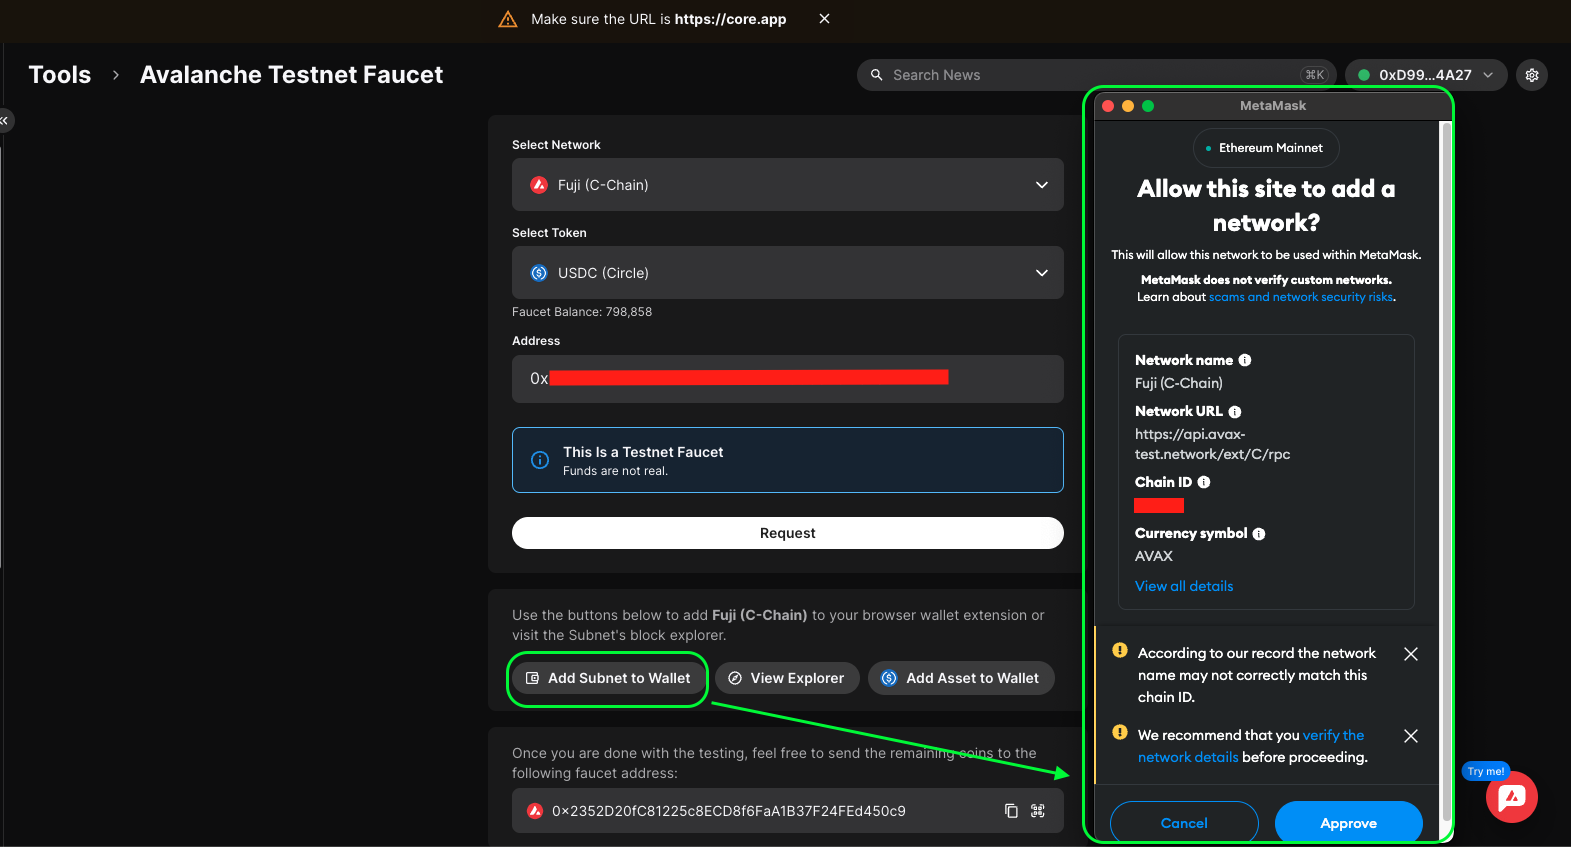 Make sure the URL is https://core.app
Tools
Avalanche Testnet Faucet
Search News
⌘K
0xD99...4A27
Select Network
Fuji (C-Chain)
Select Token
USDC (Circle)
Faucet Balance: 798,858
Address
0x
This Is a Testnet Faucet
Funds are not real.
Request
Use the buttons below to add Fuji (C-Chain) to your browser wallet extension or
visit the Subnet's block explorer.
Add Subnet to Wallet
View Explorer
Add Asset to Wallet
Once you are done with the testing, feel free to send the remaining coins to the
following faucet address:
0x2352D20fC81225c8ECD8f6FaA1B37F24FEd450c9
MetaMask
Ethereum Mainnet
Allow this site to add a
network?
This will allow this network to be used within MetaMask.
MetaMask does not verify custom networks.
Learn about scams and network security risks.
Network name
Fuji (C-Chain)
Network URL
https://api.avax-
test.network/ext/C/rpc
Chain ID
Currency symbol
AVAX
View all details
According to our record the network
name may not correctly match this
chain ID.
We recommend that you verify the
network details before proceeding.
Cancel
Approve
Try me!